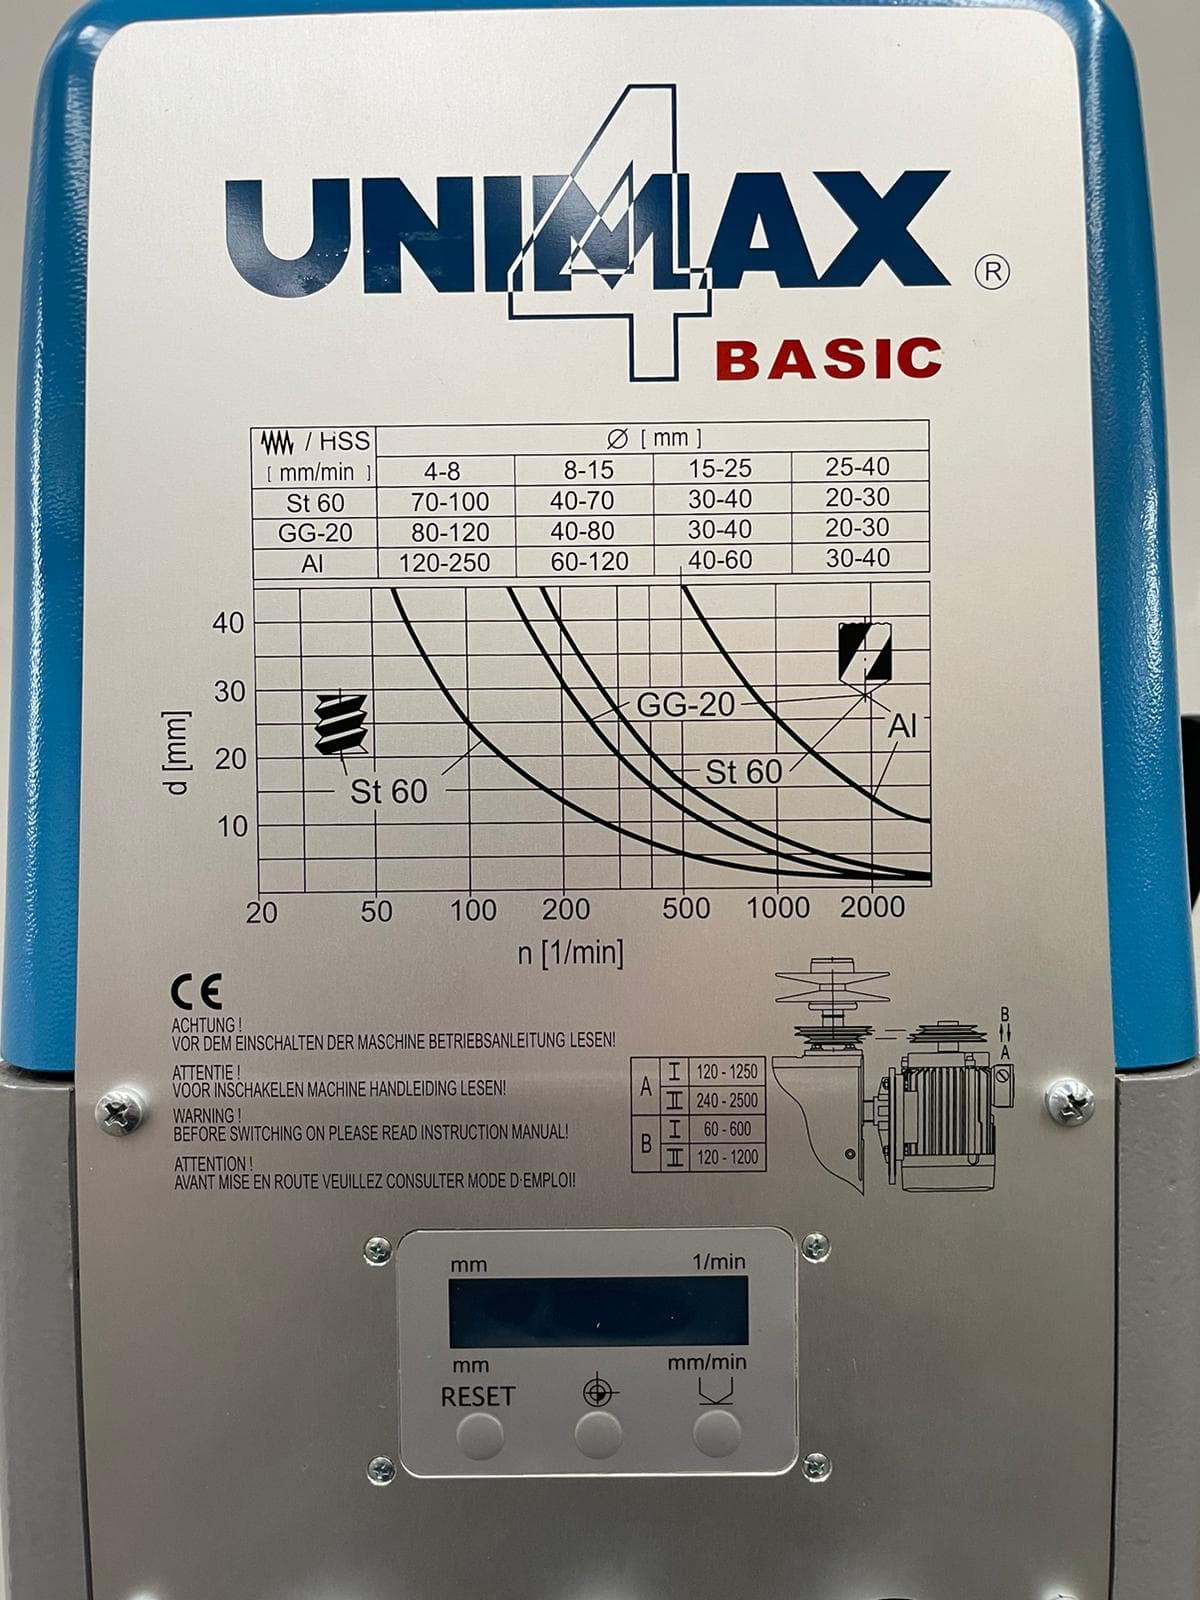 UNIMAX ®
4
BASIC
/ HSS Ø [ mm ]
[ mm/min ] 4-8 8-15 15-25 25-40
St 60 70-100 40-70 30-40 20-30
GG-20 80-120 40-80 30-40 20-30
Al 120-250 60-120 40-60 30-40
40
30
20
10
d [mm]
GG-20
Al
St 60
St 60
20 50 100 200 500 1000 2000
n [1/min]
CE
ACHTUNG !
VOR DEM EINSCHALTEN DER MASCHINE BETRIEBSANLEITUNG LESEN!
ATTENTIE !
VOOR INSCHAKELEN MACHINE HANDLEIDING LESEN!
WARNING !
BEFORE SWITCHING ON PLEASE READ INSTRUCTION MANUAL!
ATTENTION !
AVANT MISE EN ROUTE VEUILLEZ CONSULTER MODE D·EMPLOI!
A I 120 - 1250
II 240 - 2500
B I 60 - 600
II 120 - 1200
B
A
mm 1/min
mm mm/min
RESET